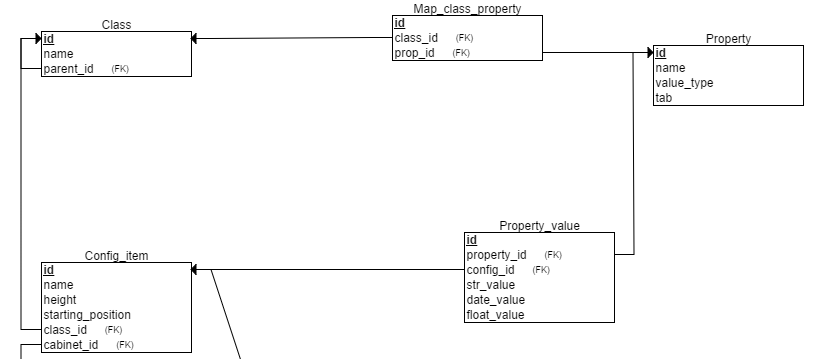 Class
id
name
parent_id (FK)
Map_class_property
id
class_id (FK)
prop_id (FK)
Property
id
name
value_type
tab
Config_item
id
name
height
starting_position
class_id (FK)
cabinet_id (FK)
Property_value
id
property_id (FK)
config_id (FK)
str_value
date_value
float_value